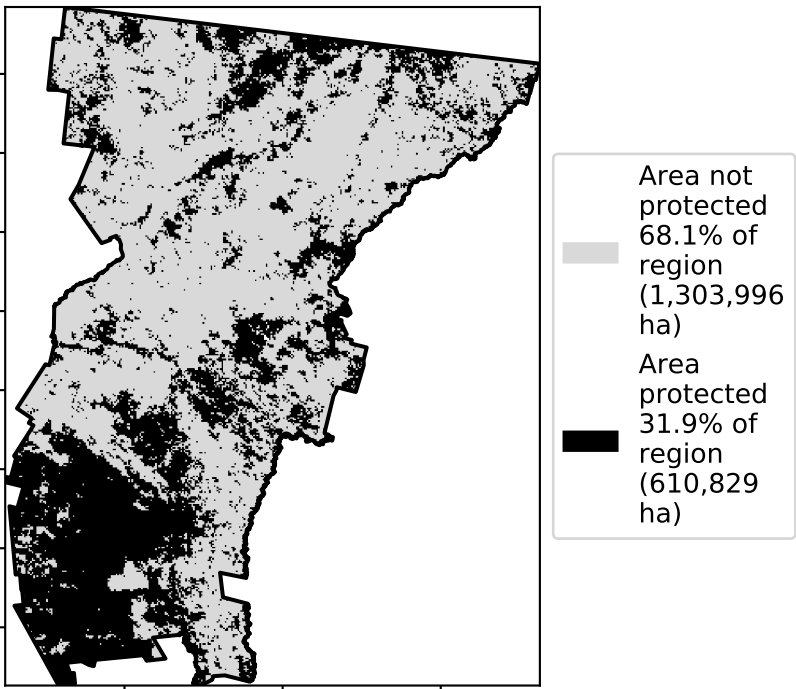 Area not
protected
68.1% of
region
(1,303,996
ha)
Area
protected
31.9% of
region
(610,829
ha)